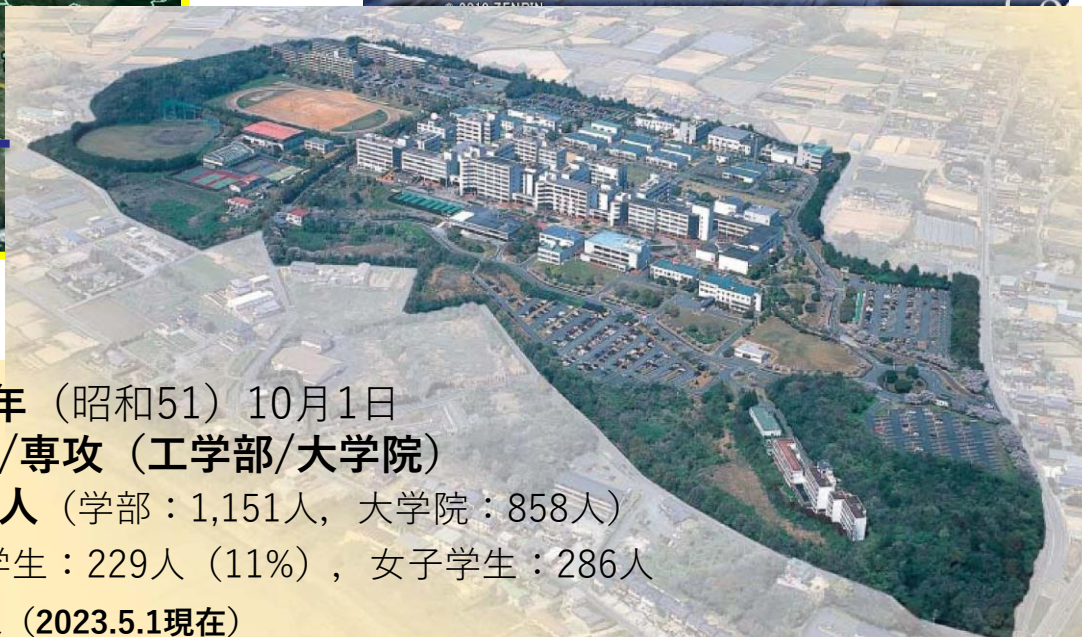 © 2018 ZENRIN
年（昭和51）10月1日
/専攻（工学部/大学院）
人（学部：1,151人，大学院：858人）
学生：229人（11%），女子学生：286人
（2023.5.1現在）